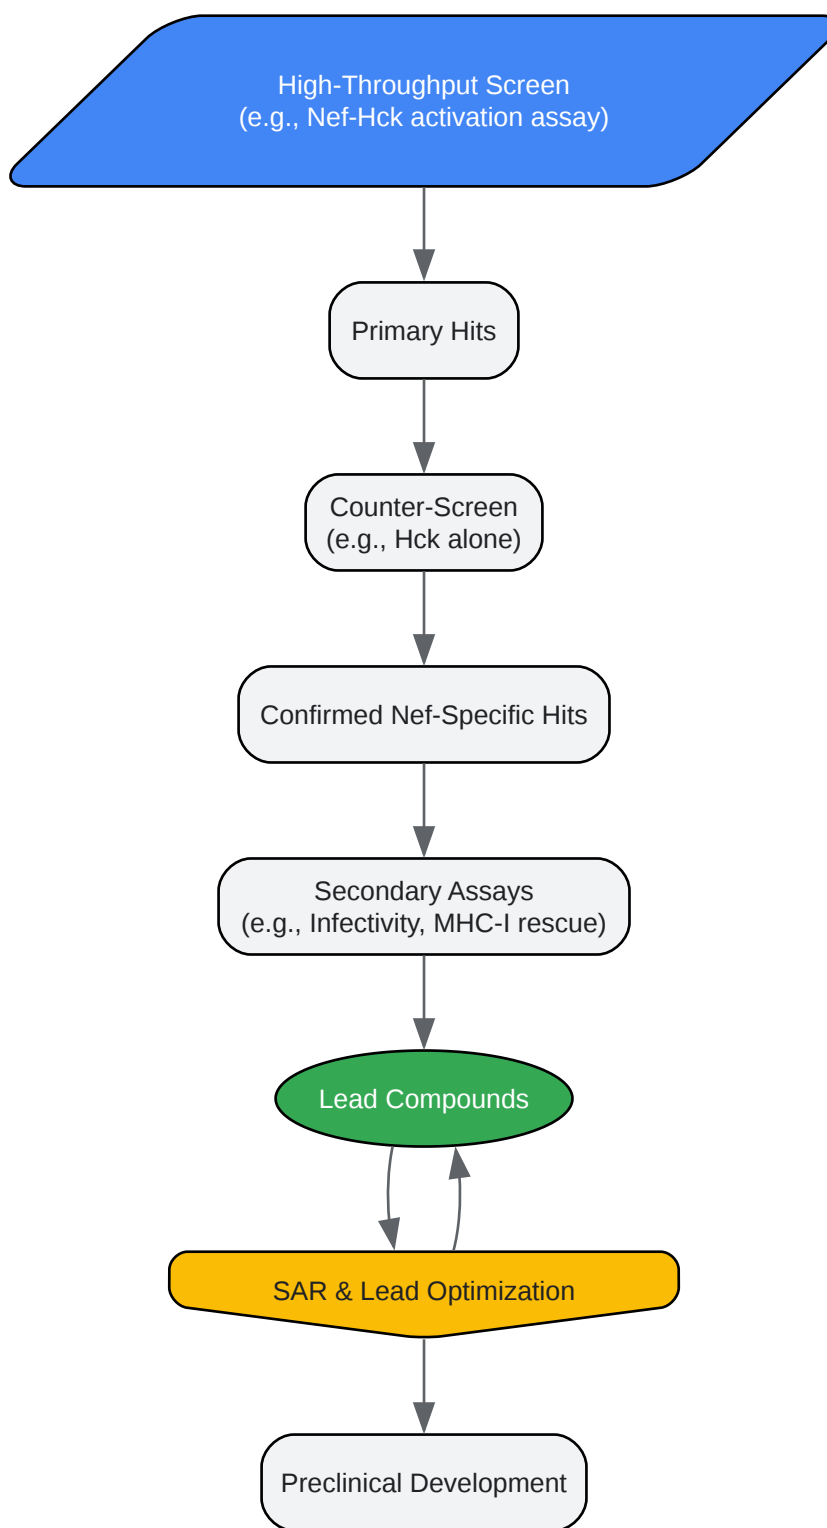 High-Throughput Screen
(e.g., Nef-Hck activation assay)
Primary Hits
Counter-Screen
(e.g., Hck alone)
Confirmed Nef-Specific Hits
Secondary Assays
(e.g., Infectivity, MHC-I rescue)
Lead Compounds
SAR & Lead Optimization
Preclinical Development